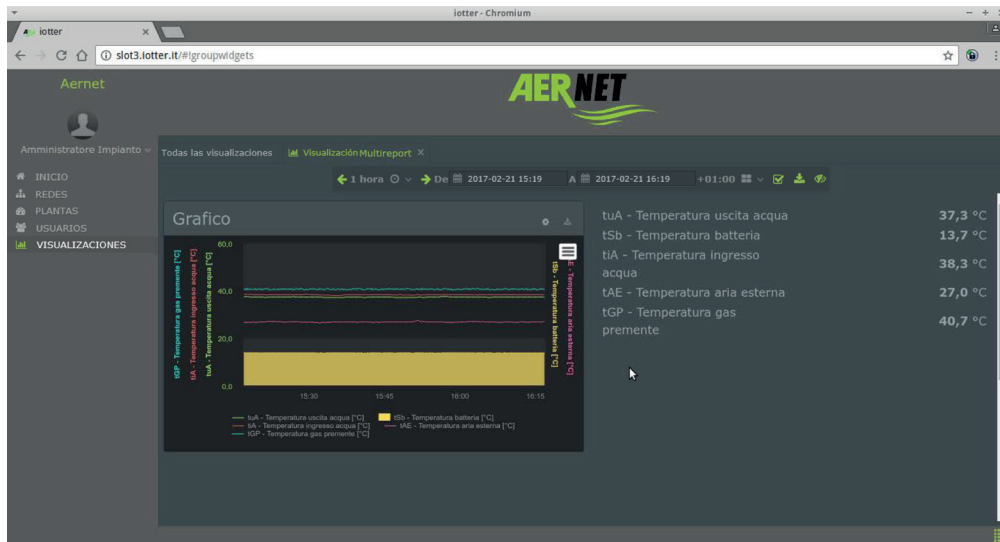 iotter - Chromium
iotter
slot3.iotter.it/#!groupwidgets
Aernet
AERNET
Amministratore Impianto
INICIO
REDES
PLANTAS
USUARIOS
VISUALIZACIONES
Todas las visualizaciones Visualización Multireport
1 hora De 2017-02-21 15:19 A 2017-02-21 16:19 +01:00
Grafico
tGP - Temperatura gas premente [°C]
tiA - Temperatura ingresso acqua [°C]
tuA - Temperatura uscita acqua [°C]
60,0
40,0
20,0
0,0
15:30 15:45 16:00 16:15
tSb - Temperatura batteria [°C]
tAE - Temperatura aria esterna [°C]
tuA - Temperatura uscita acqua [°C] tSb - Temperatura batteria [°C]
tiA - Temperatura ingresso acqua [°C] tAE - Temperatura aria esterna [°C]
tGP - Temperatura gas premente [°C]
tuA - Temperatura uscita acqua 37,3 °C
tSb - Temperatura batteria 13,7 °C
tiA - Temperatura ingresso
acqua 38,3 °C
tAE - Temperatura aria esterna 27,0 °C
tGP - Temperatura gas
premente 40,7 °C